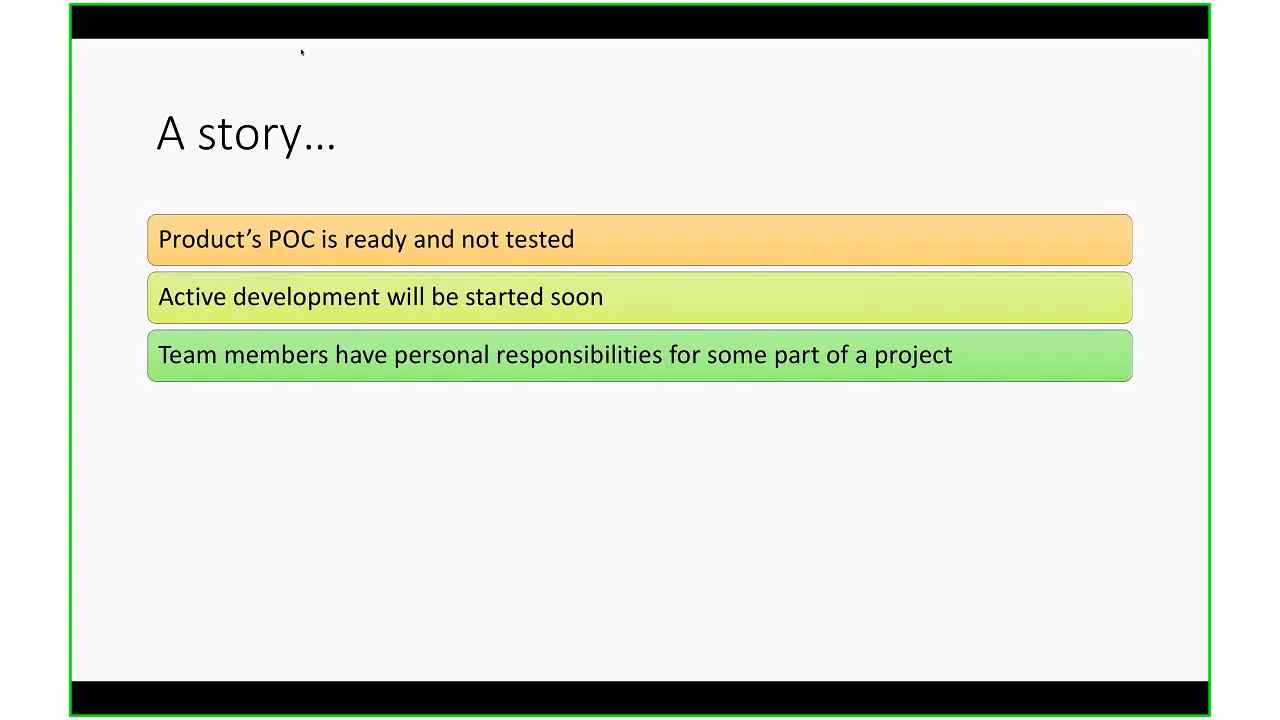 A story...
Product’s POC is ready and not tested
Active development will be started soon
Team members have personal responsibilities for some part of a project